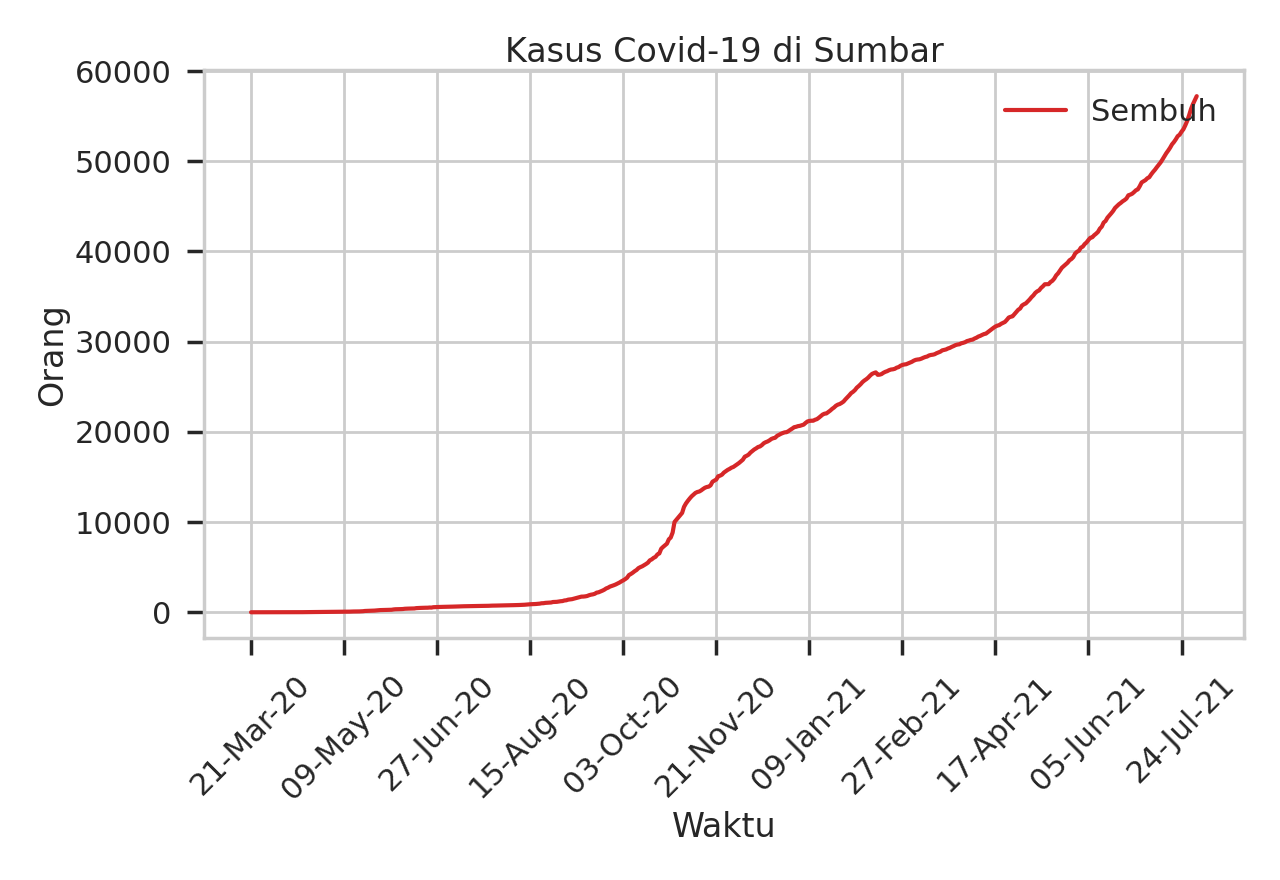 Kasus Covid-19 di Sumbar
60000
50000
40000
30000
20000
10000
0
Orang
Sembuh
21-Mar-20
09-May-20
27-Jun-20
15-Aug-20
03-Oct-20
21-Nov-20
09-Jan-21
27-Feb-21
17-Apr-21
05-Jun-21
24-Jul-21
Waktu